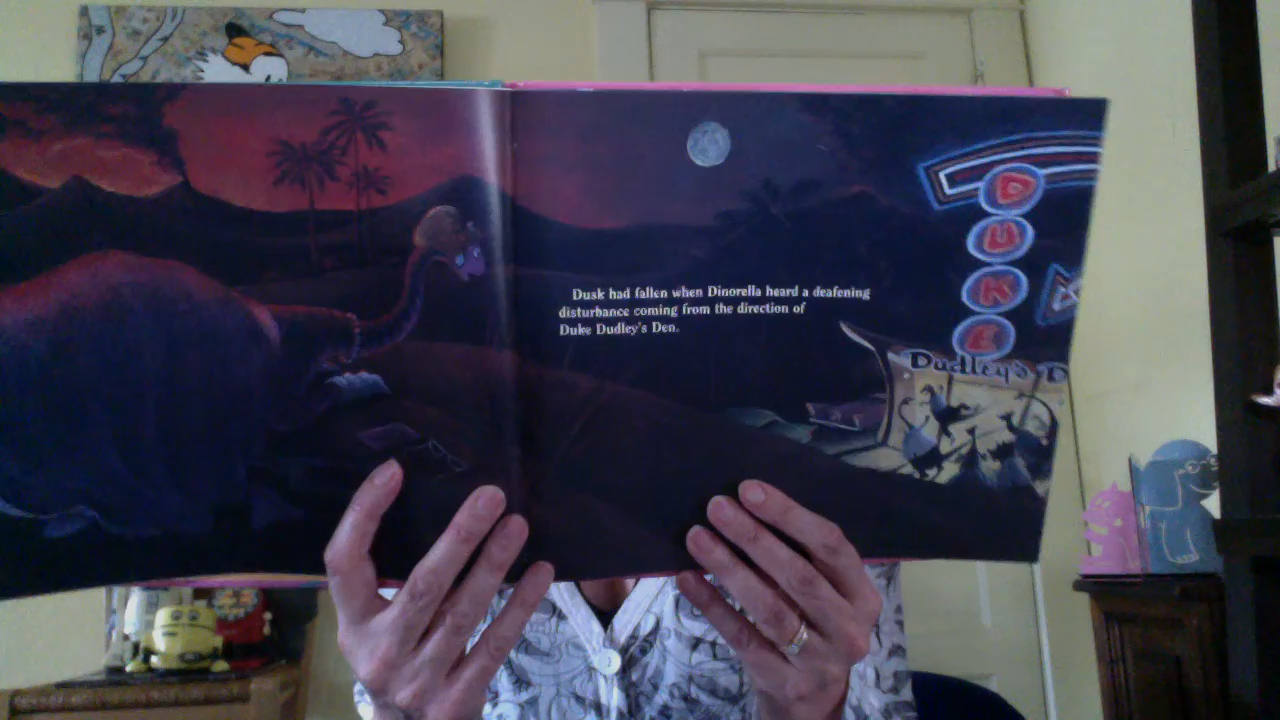 Dusk had fallen when Dinorella heard a deafening
disturbance coming from the direction of
Duke Dudley's Den.
DUKE
Dudley's D